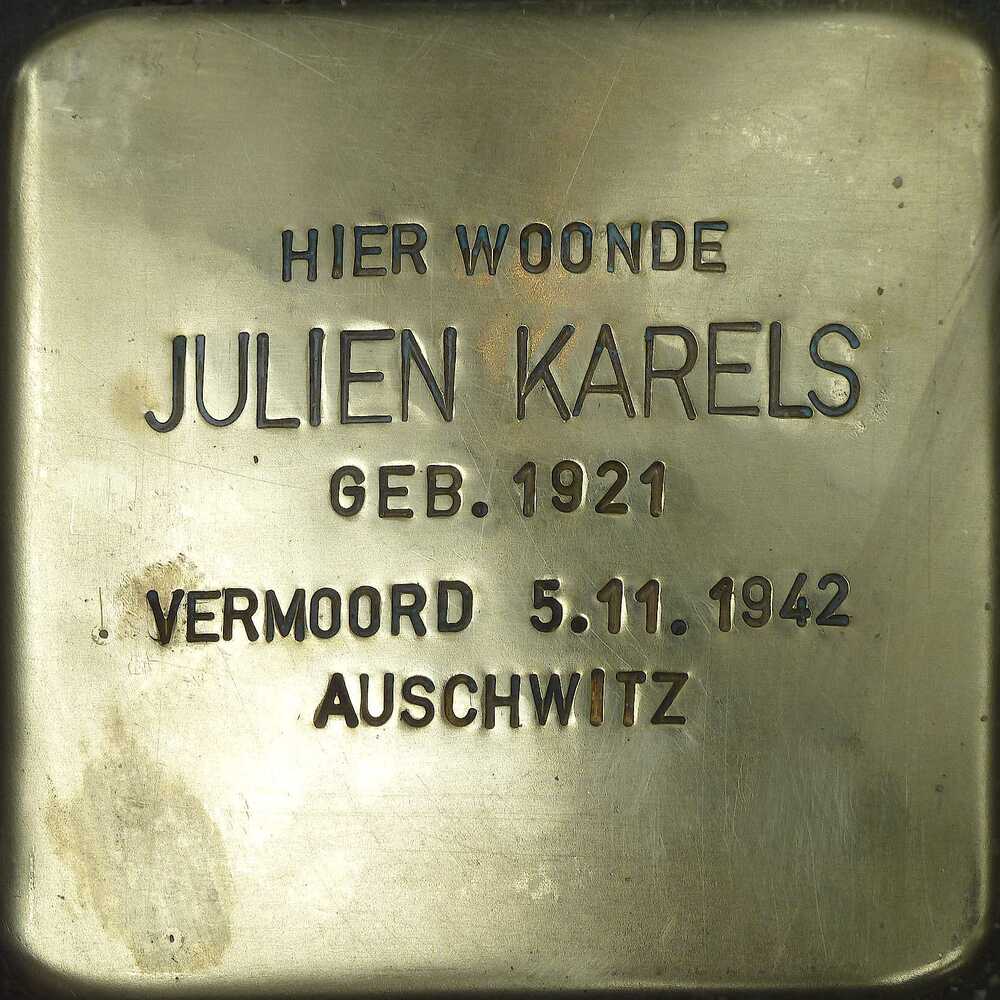 HIER WOONDE
JULIEN KARELS
GEB. 1921
VERMOORD 5.11.1942
AUSCHWITZ